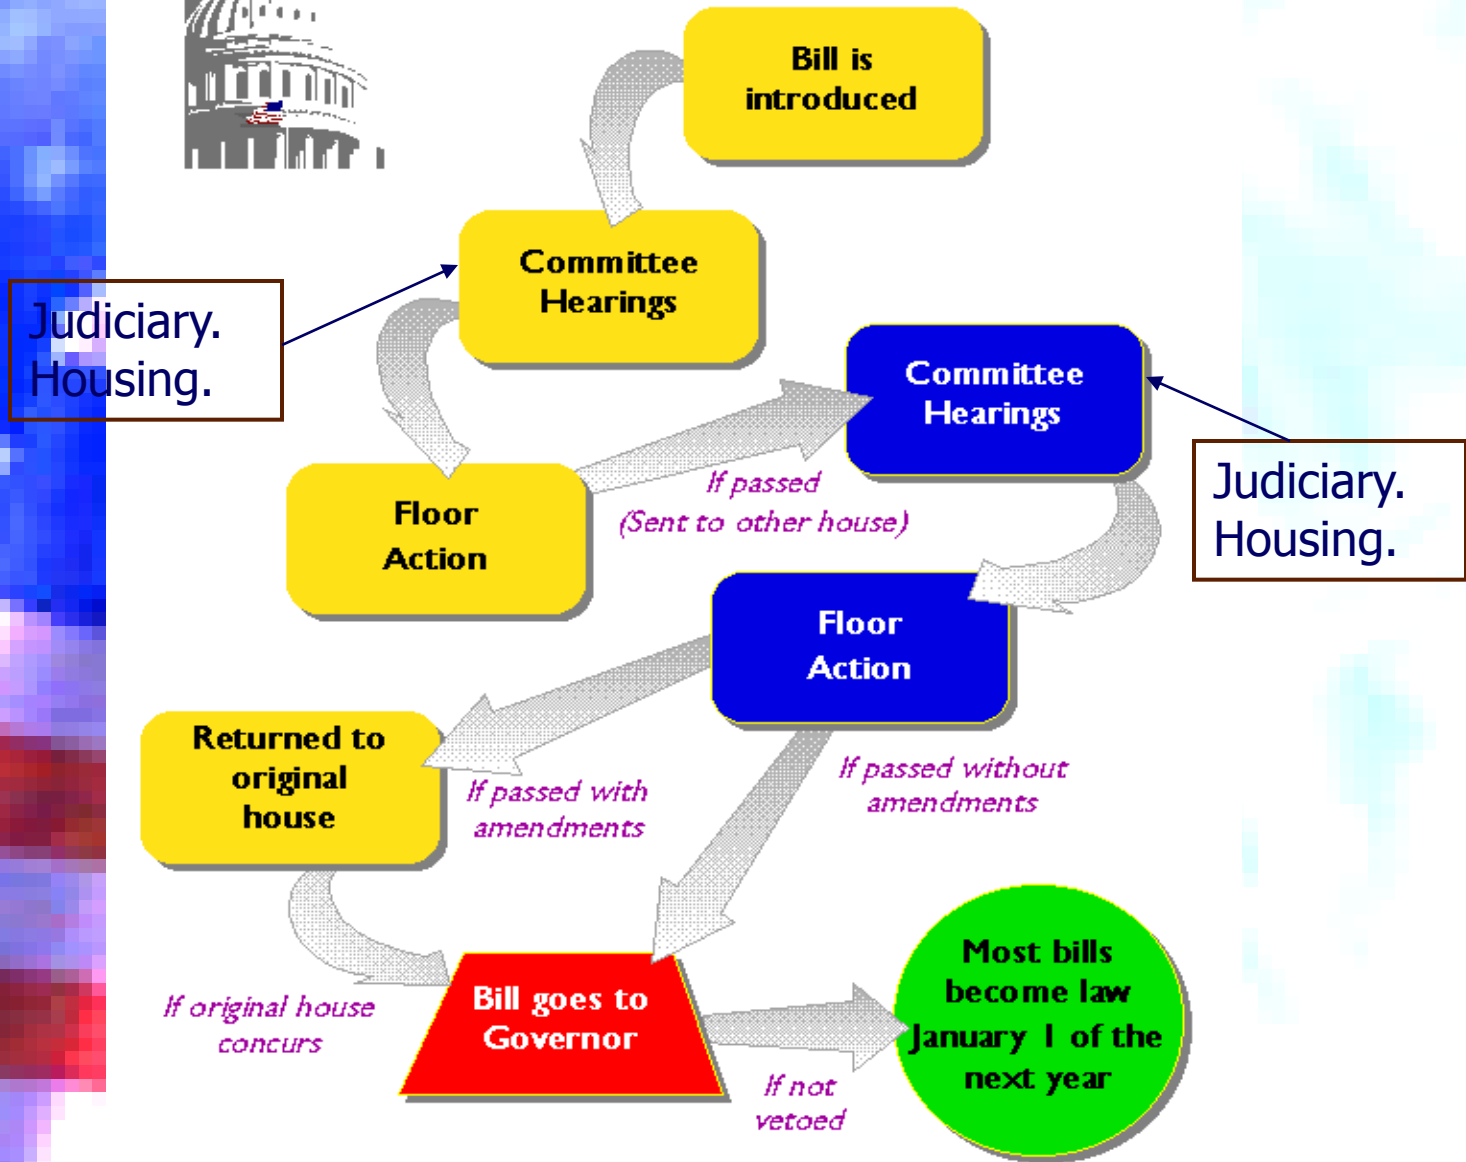 Bill is
introduced
Committee
Hearings
Judiciary.
Housing.
Committee
Hearings
Judiciary.
Housing.
If passed
(Sent to other house)
Floor
Action
Floor
Action
Returned to
original
house
If passed with
amendments
If passed without
amendments
If original house
concurs
Bill goes to
Governor
If not
vetoed
Most bills
become law
January 1 of the
next year